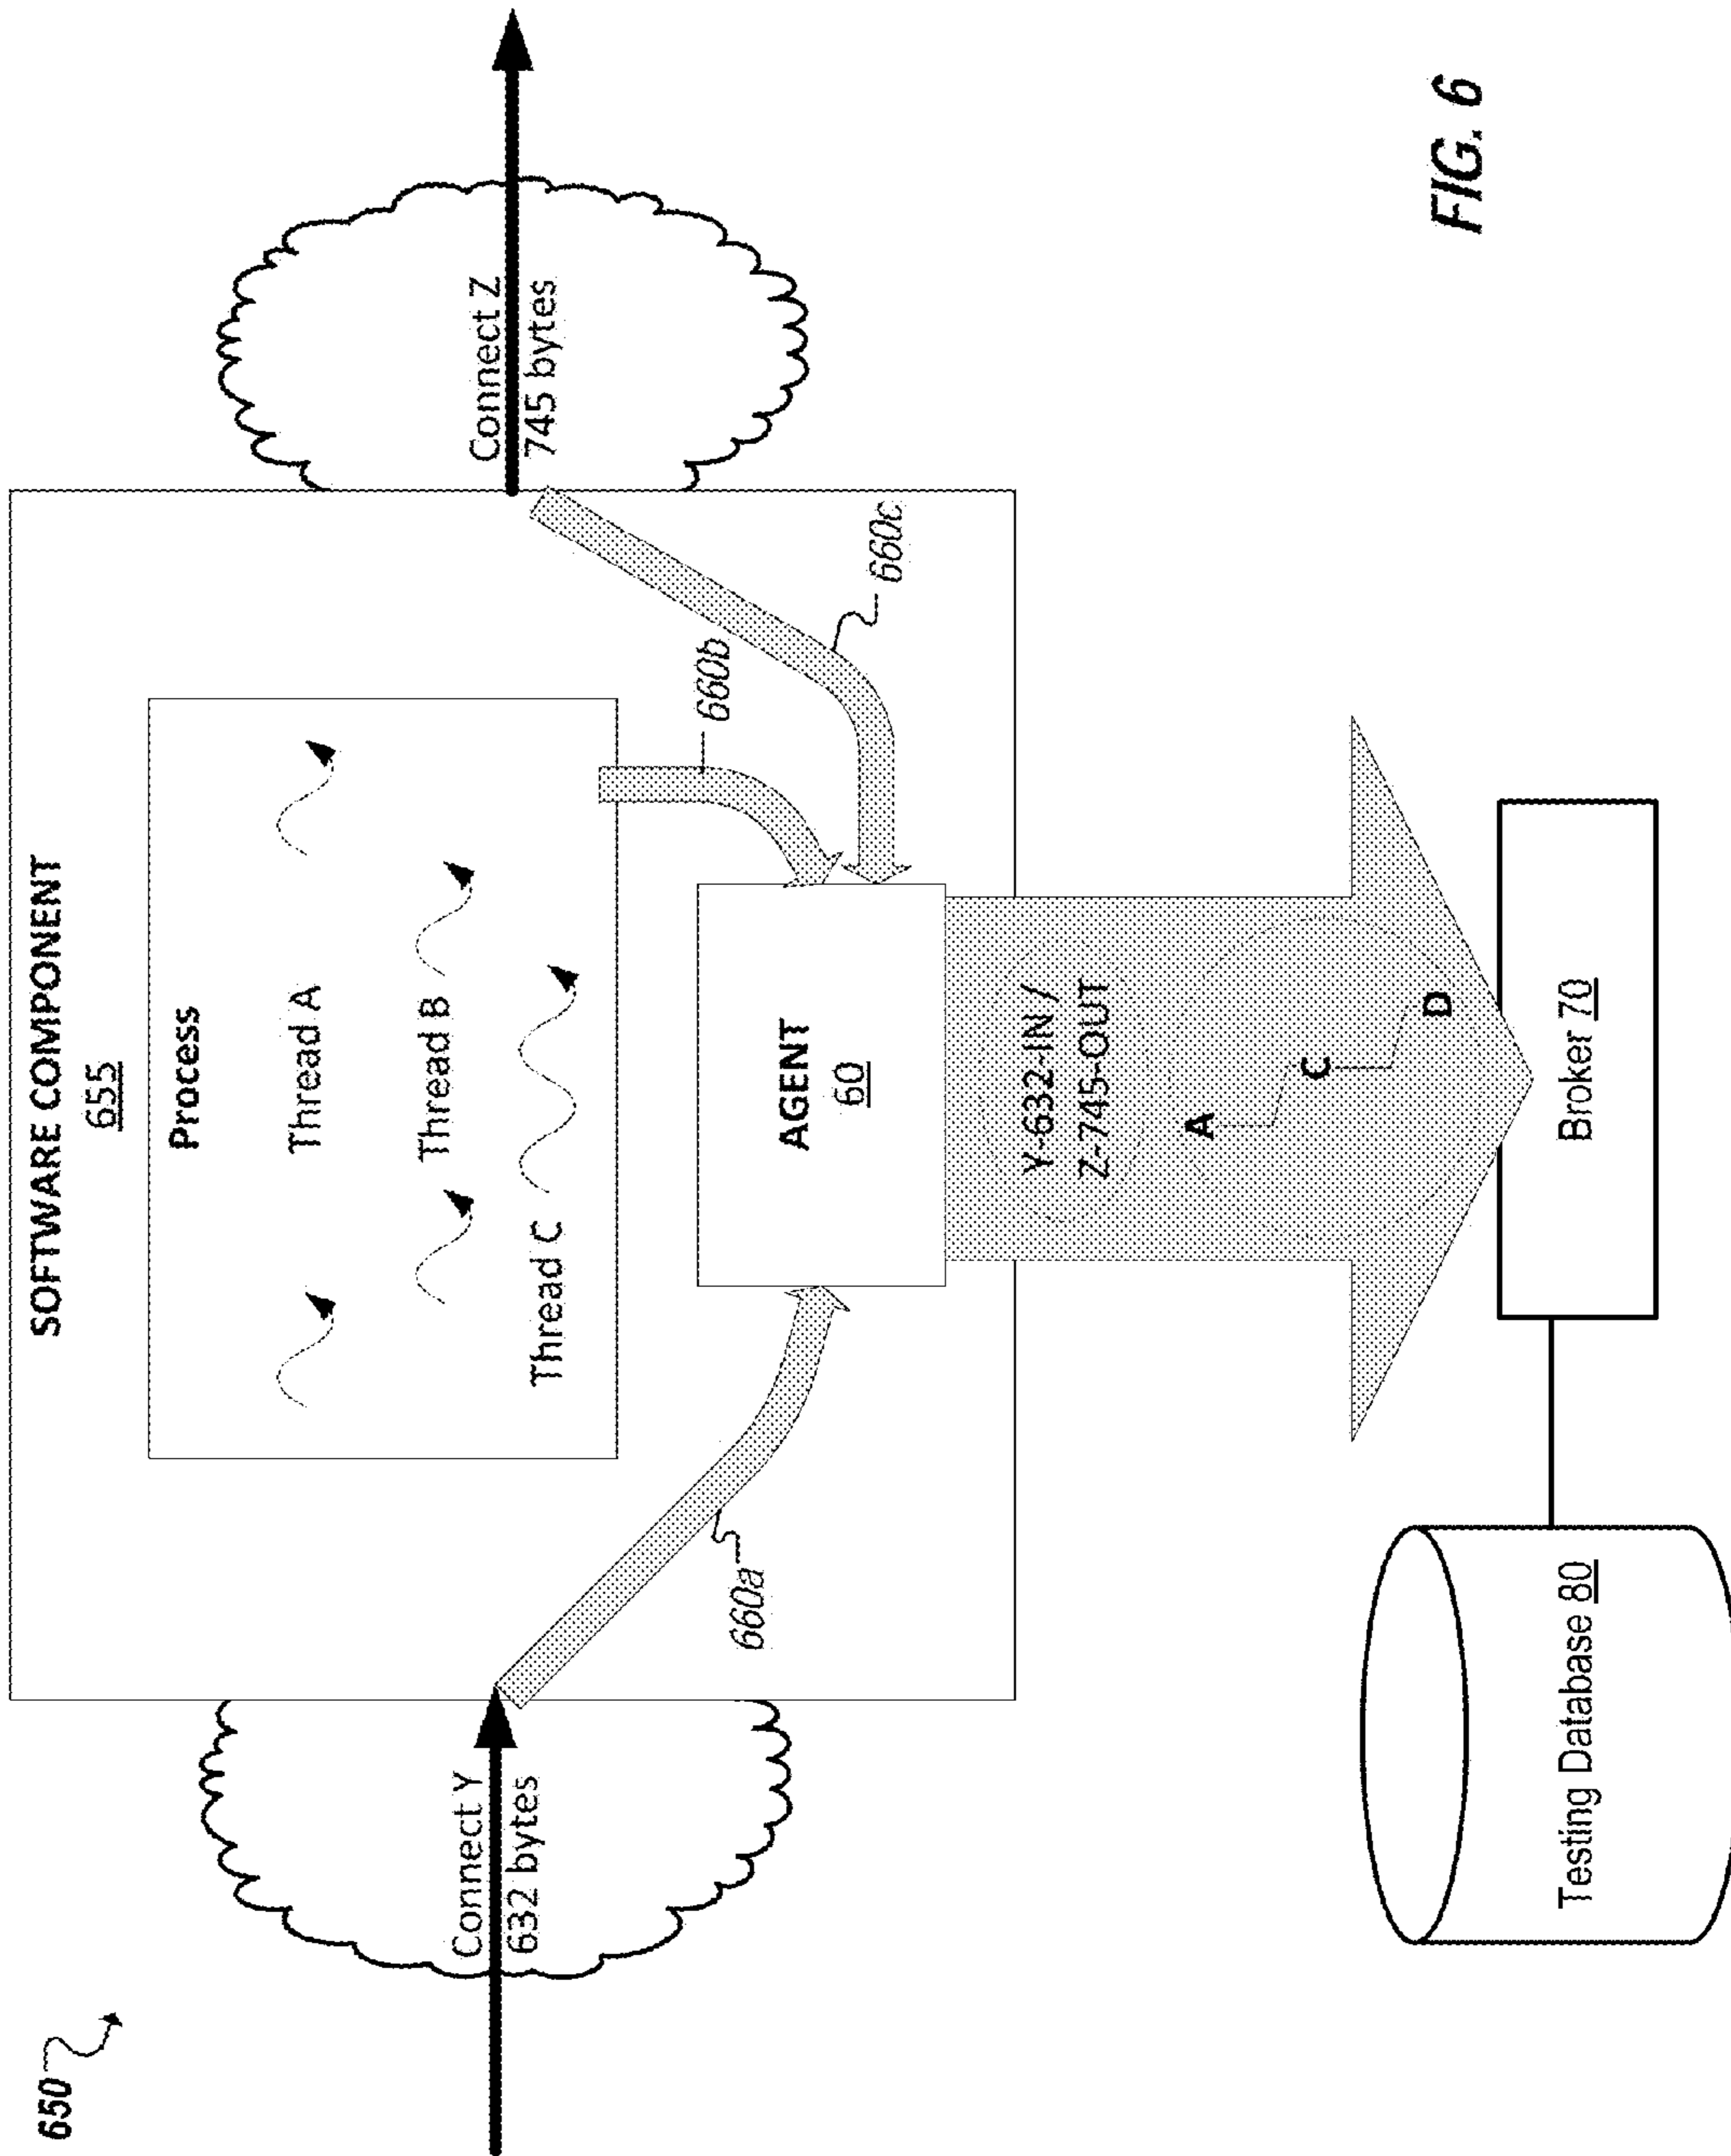 650
SOFTWARE COMPONENT
655
Process
Thread A
Thread B
Thread C
Connect Y
632 bytes
Connect Z
745 bytes
660a
660b
660c
AGENT
60
Y-632-IN /
Z-745-OUT
A
C
D
Testing Database 80
Broker 70
FIG. 6